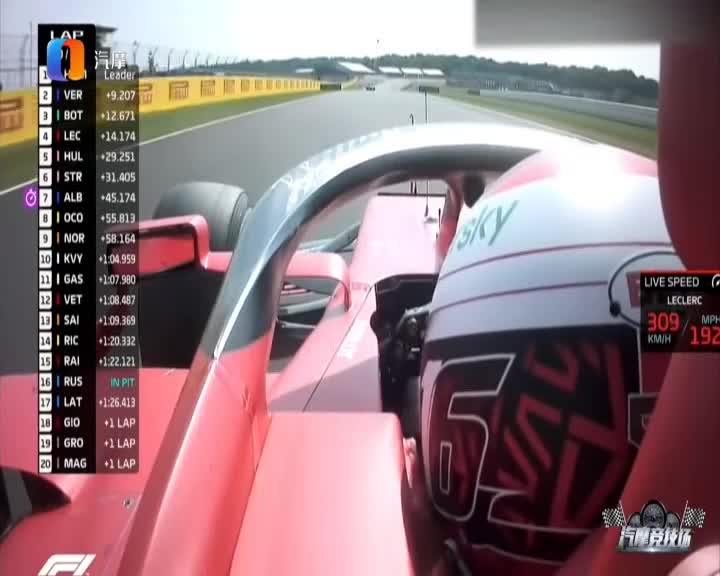 LAP
汽摩
1 Leader
2 VER +9.207
3 BOT +12.671
4 LEC +14.174
5 HUL +29.251
6 STR +31.405
7 ALB +45.174
8 OCO +55.813
9 NOR +58.164
10 KVY +1:04.959
11 GAS +1:07.980
12 VET +1:08.487
13 SAI +1:09.369
14 RIC +1:20.332
15 RAI +1:22.121
16 RUS IN PIT
17 LAT +1:26.413
18 GIO +1 LAP
19 GRO +1 LAP
20 MAG +1 LAP
sky
LIVE SPEED
LECLERC
309 KM/H
192 MPH
汽摩竞技场
F1